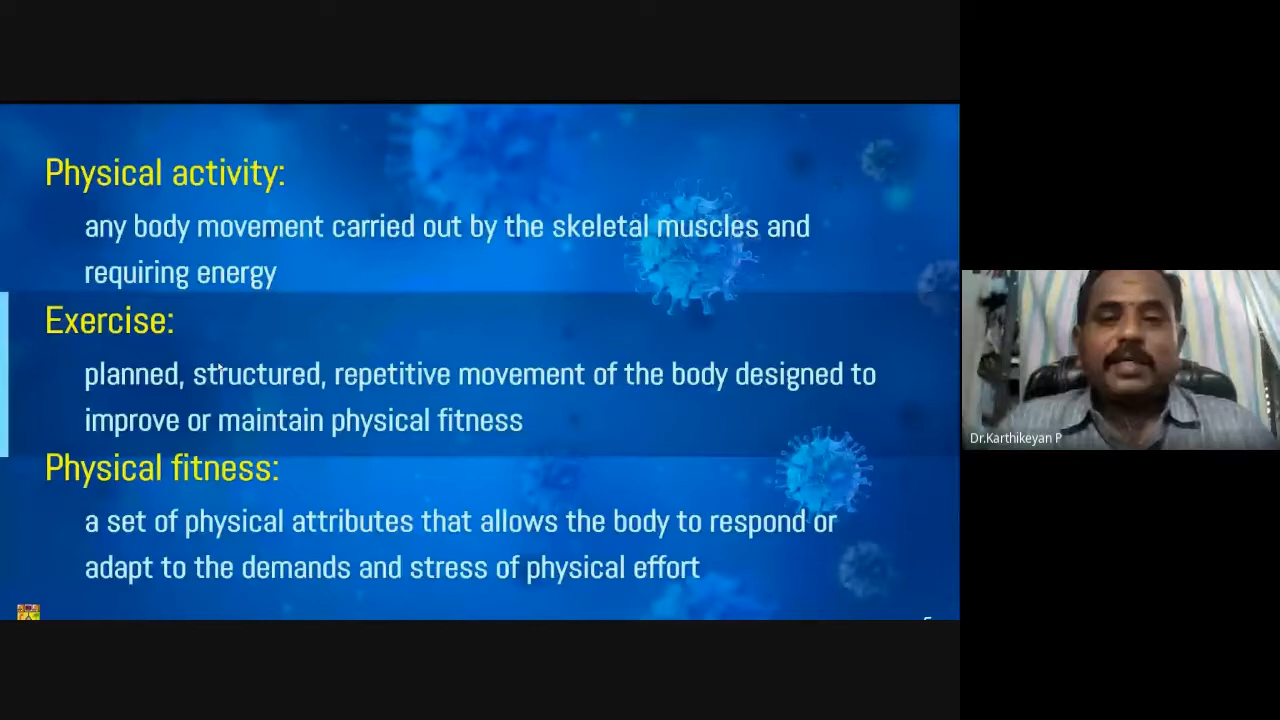 Physical activity:
any body movement carried out by the skeletal muscles and
requiring energy
Exercise:
planned, structured, repetitive movement of the body designed to
improve or maintain physical fitness
Physical fitness:
a set of physical attributes that allows the body to respond or
adapt to the demands and stress of physical effort
Dr.Karthikeyan P